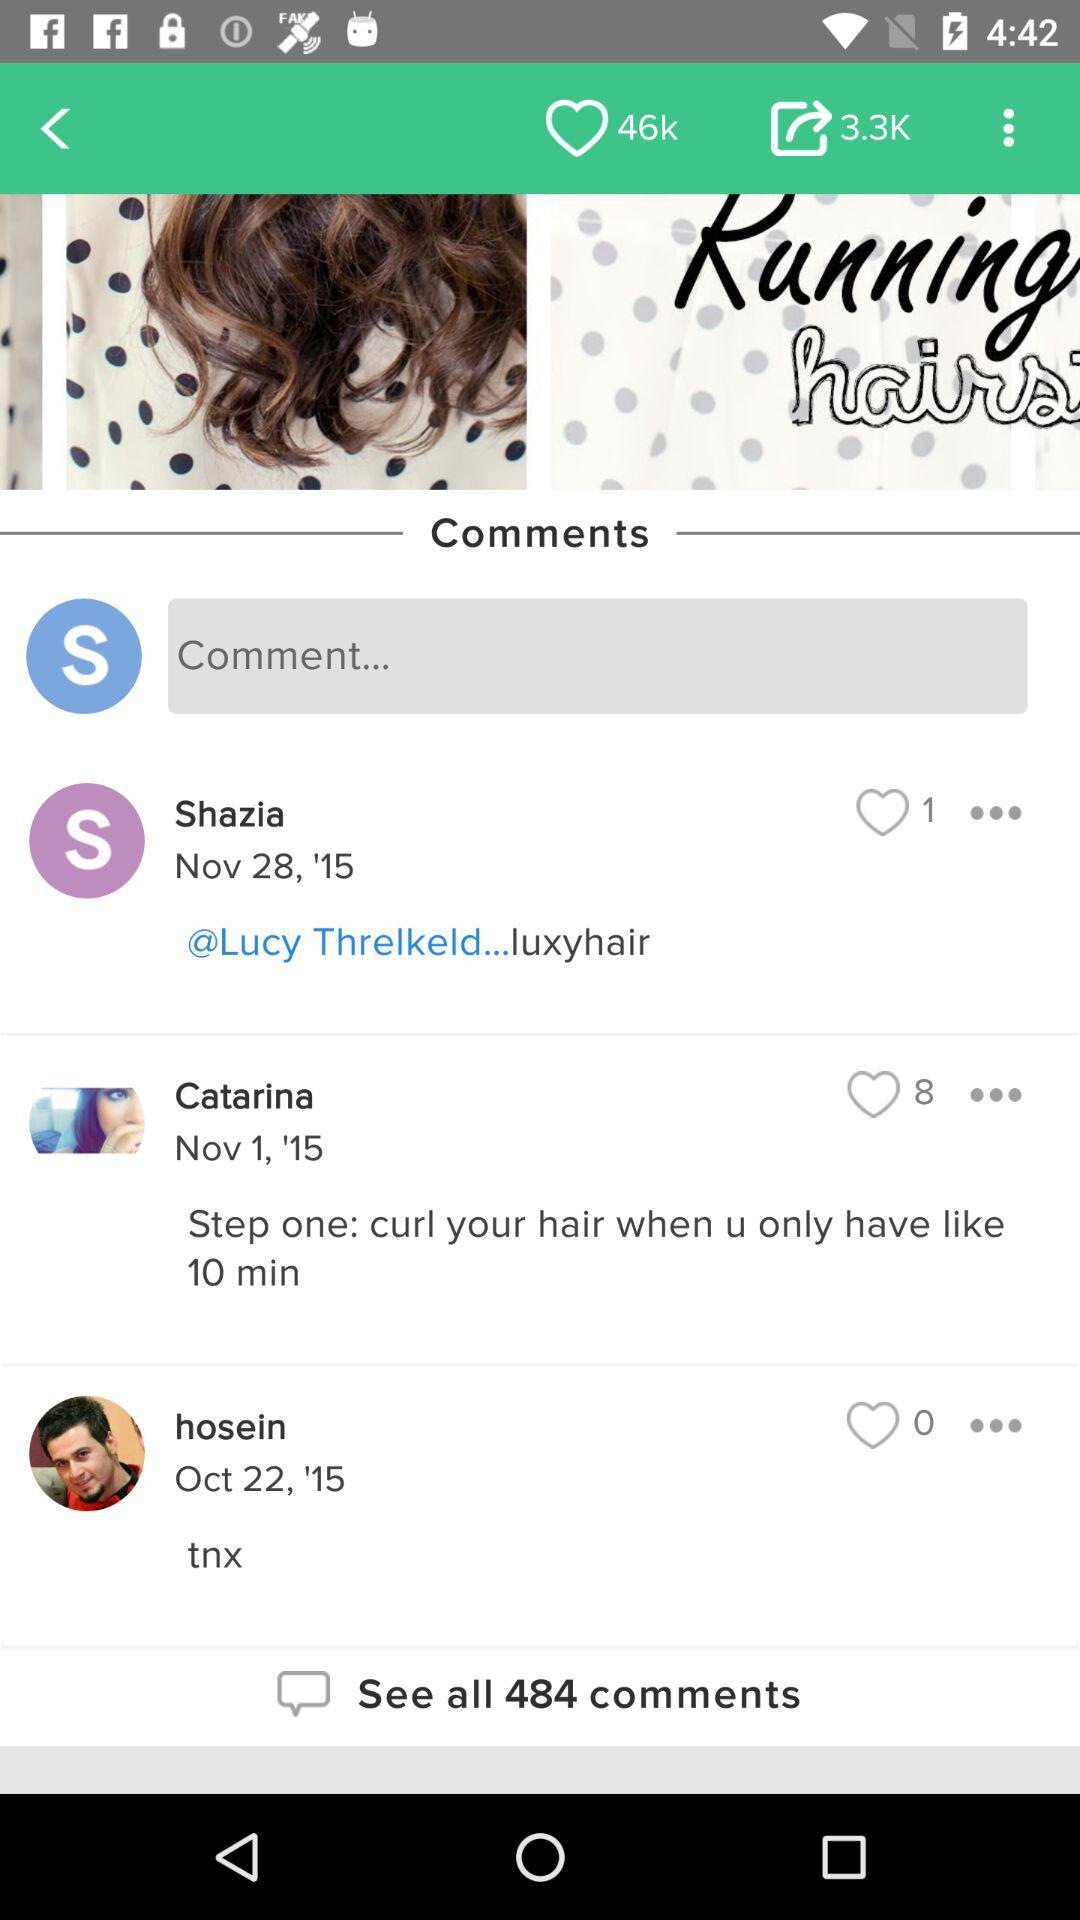 FAKE
4:42
46k
3.3K
Running
hairs
Comments
S
Comment...
S
Shazia
1
Nov 28, '15
@Lucy Threlkeld...luxyhair
Catarina
8
Nov 1, '15
Step one: curl your hair when u only have like
10 min
hosein
0
Oct 22, '15
tnx
See all 484 comments